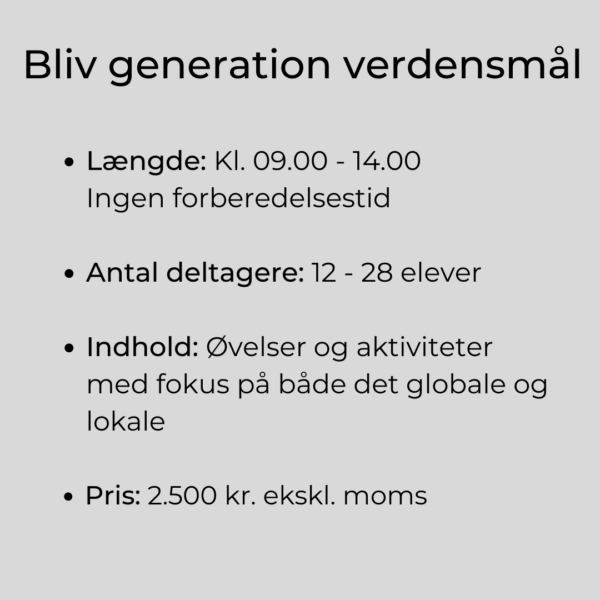 Bliv generation verdensmål
• Længde: Kl. 09.00 - 14.00
Ingen forberedelsestid
• Antal deltagere: 12 - 28 elever
• Indhold: Øvelser og aktiviteter
med fokus på både det globale og
lokale
• Pris: 2.500 kr. ekskl. moms